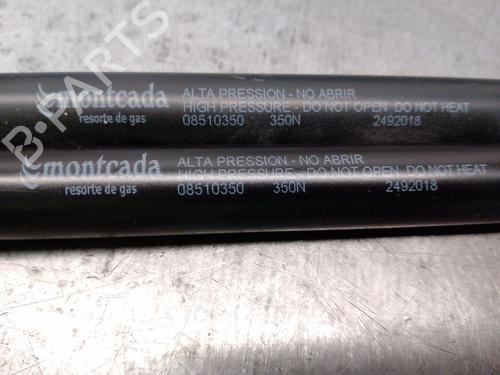 montcada
resorte de gas
ALTA PRESSION - NO ABRIR
HIGH PRESSURE - DO NOT OPEN DO NOT HEAT
08510350 350N 2492018
montcada
resorte de gas
ALTA PRESSION - NO ABRIR
HIGH PRESSURE - DO NOT OPEN DO NOT HEAT
08510350 350N 2492018
B-PARTS